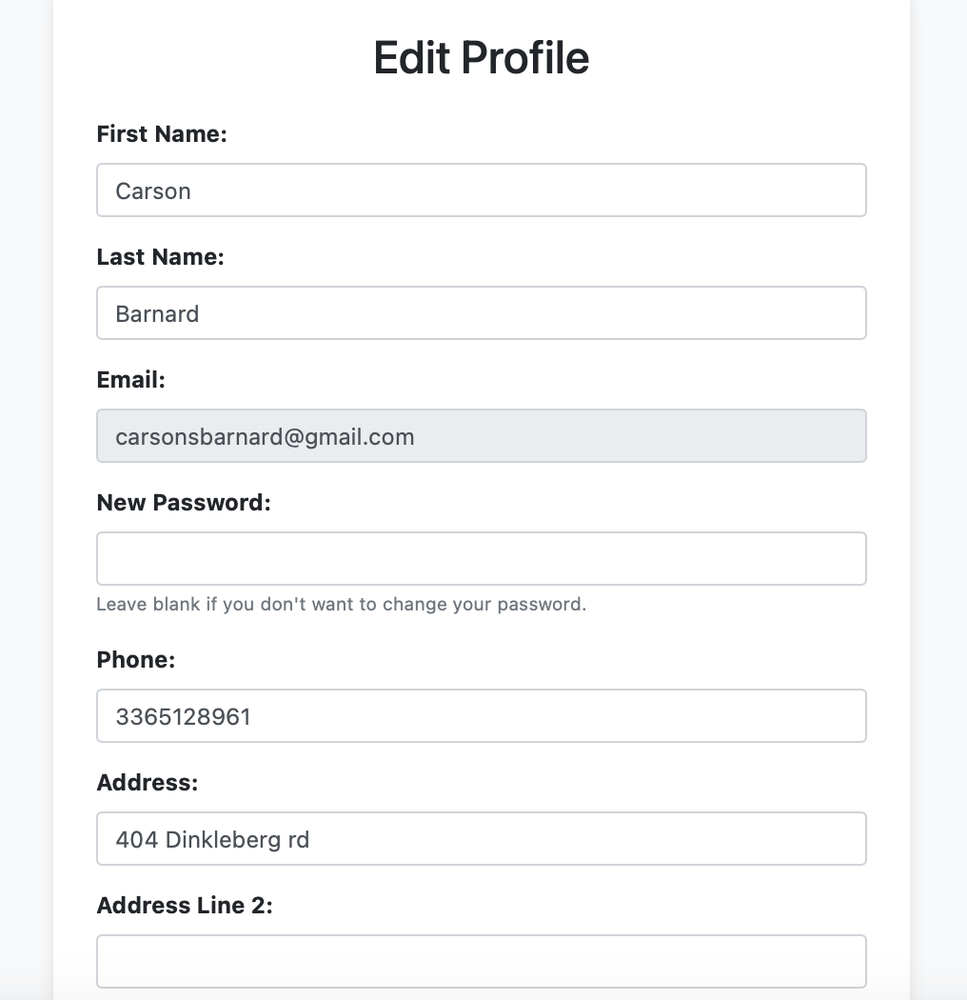 Edit Profile
First Name:
Carson
Last Name:
Barnard
Email:
carsonsbarnard@gmail.com
New Password:
Leave blank if you don't want to change your password.
Phone:
3365128961
Address:
404 Dinkleberg rd
Address Line 2: